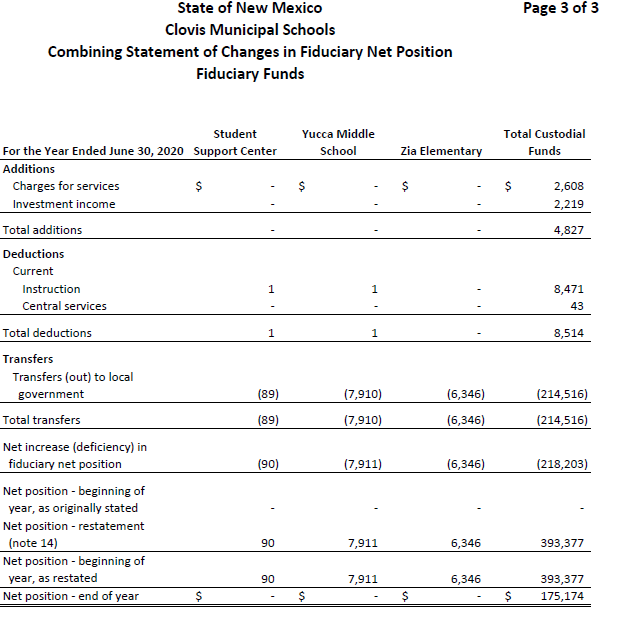 State of New Mexico Page 3 of 3
Clovis Municipal Schools
Combining Statement of Changes in Fiduciary Net Position
Fiduciary Funds
Student Yucca Middle Total Custodial
For the Year Ended June 30, 2020 Support Center School Zia Elementary Funds
Additions
Charges for services $ - $ - $ - $ 2,608
Investment income - - - 2,219
Total additions - - - 4,827
Deductions
Current
Instruction 1 1 - 8,471
Central services - - - 43
Total deductions 1 1 - 8,514
Transfers
Transfers (out) to local
government (89) (7,910) (6,346) (214,516)
Total transfers (89) (7,910) (6,346) (214,516)
Net increase (deficiency) in
fiduciary net position (90) (7,911) (6,346) (218,203)
Net position - beginning of
year, as originally stated - - - -
Net position - restatement
(note 14) 90 7,911 6,346 393,377
Net position - beginning of
year, as restated 90 7,911 6,346 393,377
Net position - end of year $ - $ - $ - $ 175,174